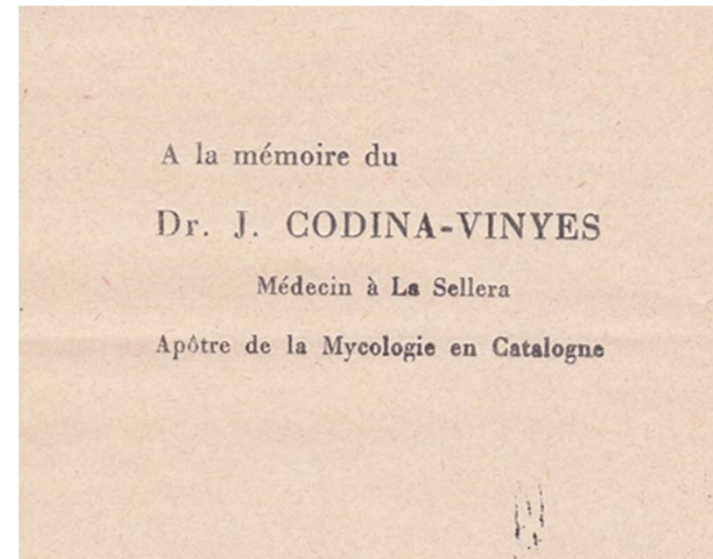 A la mémoire du
Dr. J. CODINA-VINYES
Médecin à La Sellera
Apôtre de la Mycologie en Catalogne